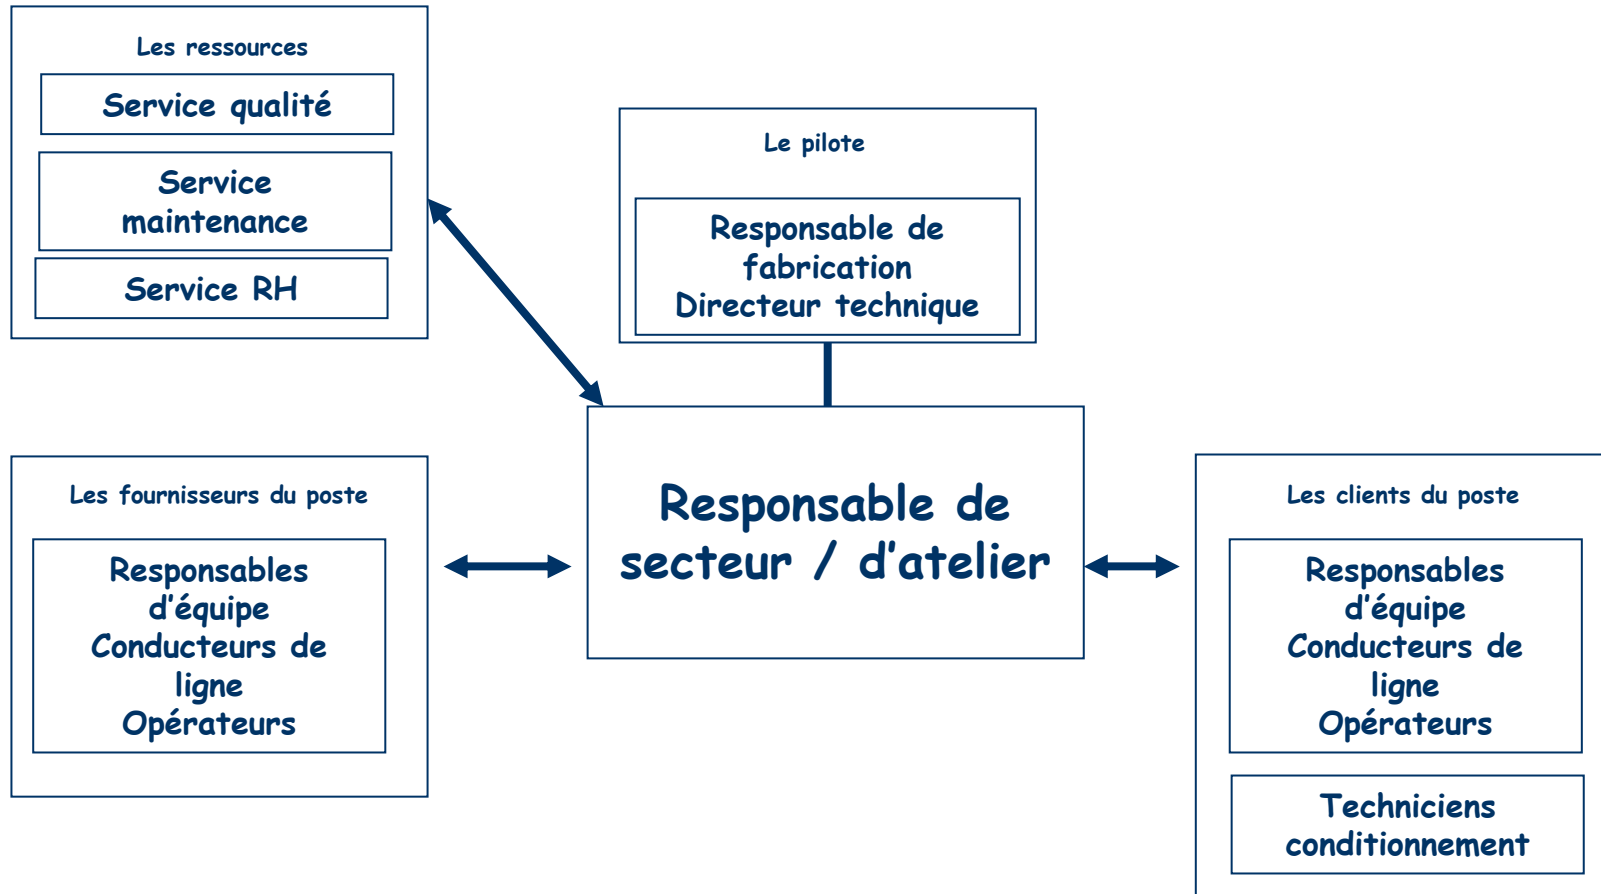 Les ressources
Service qualité
Service
maintenance
Service RH
Le pilote
Responsable de
fabrication
Directeur technique
Responsable de
secteur / d'atelier
Les fournisseurs du poste
Responsables
d'équipe
Conducteurs de
ligne
Opérateurs
Les clients du poste
Responsables
d'équipe
Conducteurs de
ligne
Opérateurs
Techniciens
conditionnement